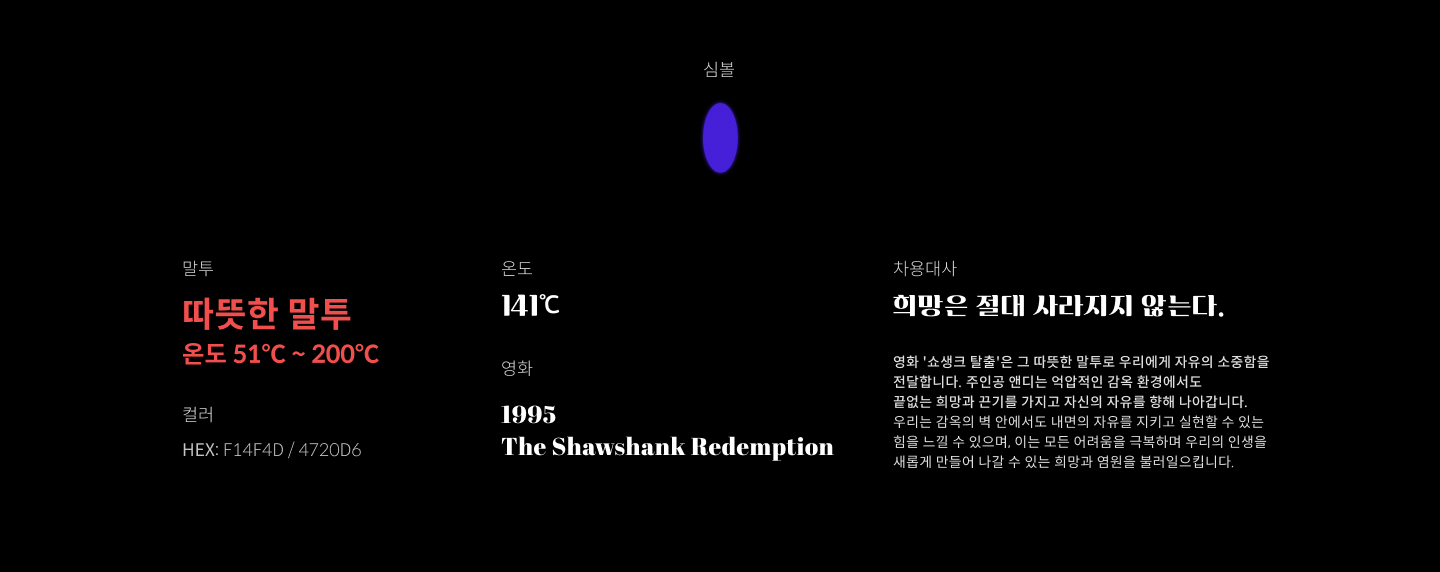 심볼
말투
따뜻한 말투
온도 51℃ ~ 200℃
컬러
HEX: F14F4D / 4720D6
온도
141℃
영화
1995
The Shawshank Redemption
차용대사
희망은 절대 사라지지 않는다.
영화 '쇼생크 탈출'은 그 따뜻한 말투로 우리에게 자유의 소중함을
전달합니다. 주인공 앤디는 억압적인 감옥 환경에서도
끝없는 희망과 끈기를 가지고 자신의 자유를 향해 나아갑니다.
우리는 감옥의 벽 안에서도 내면의 자유를 지키고 실현할 수 있는
힘을 느낄 수 있으며, 이는 모든 어려움을 극복하며 우리의 인생을
새롭게 만들어 나갈 수 있는 희망과 염원을 불러일으킵니다.